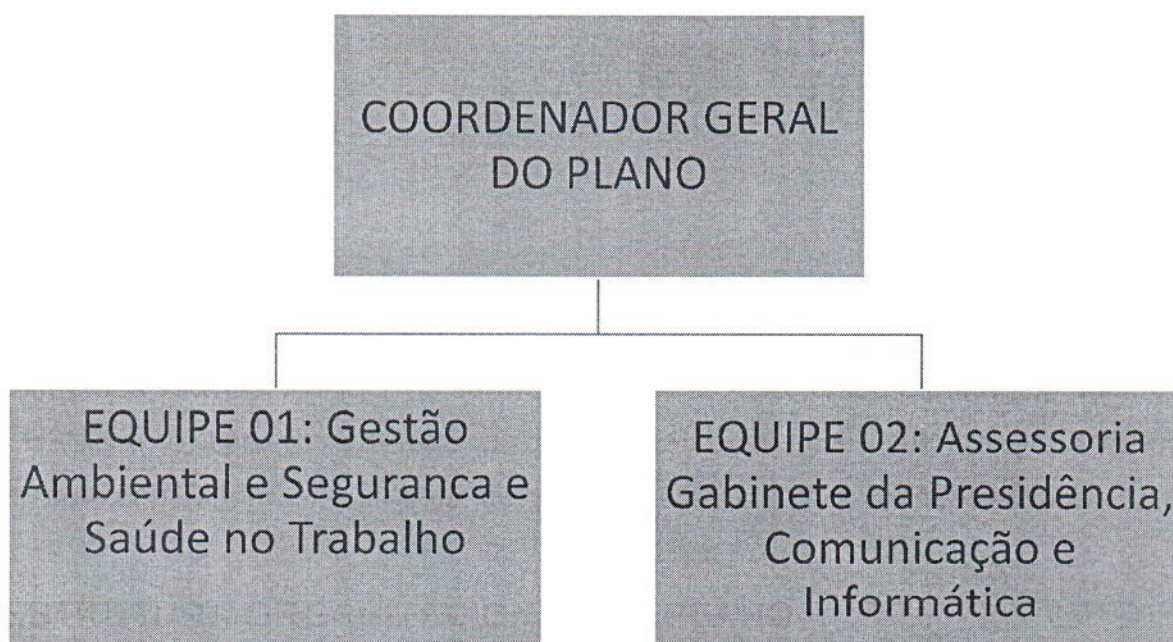 COORDENADOR GERAL
DO PLANO
EQUIPE 01: Gestão
Ambiental e Seguranca e
Saúde no Trabalho
EQUIPE 02: Assessoria
Gabinete da Presidência,
Comunicação e
Informática